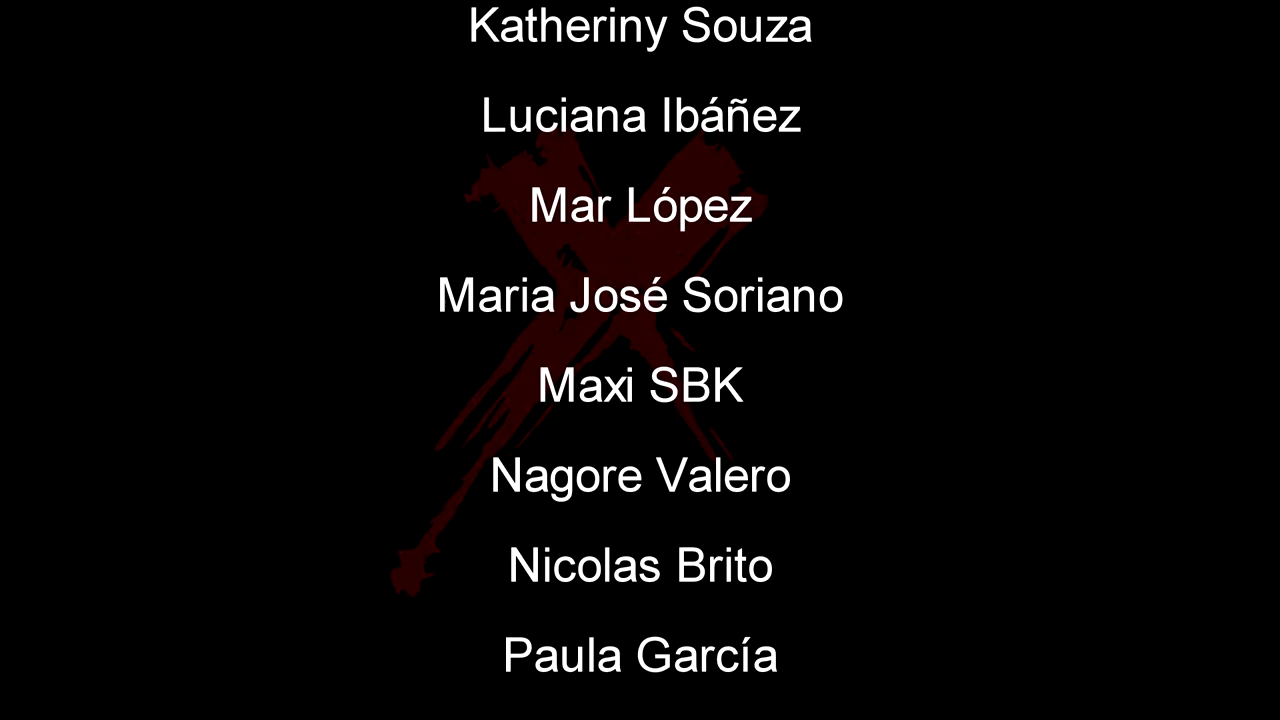 Katheriny Souza
Luciana Ibáñez
Mar López
Maria José Soriano
Maxi SBK
Nagore Valero
Nicolas Brito
Paula García